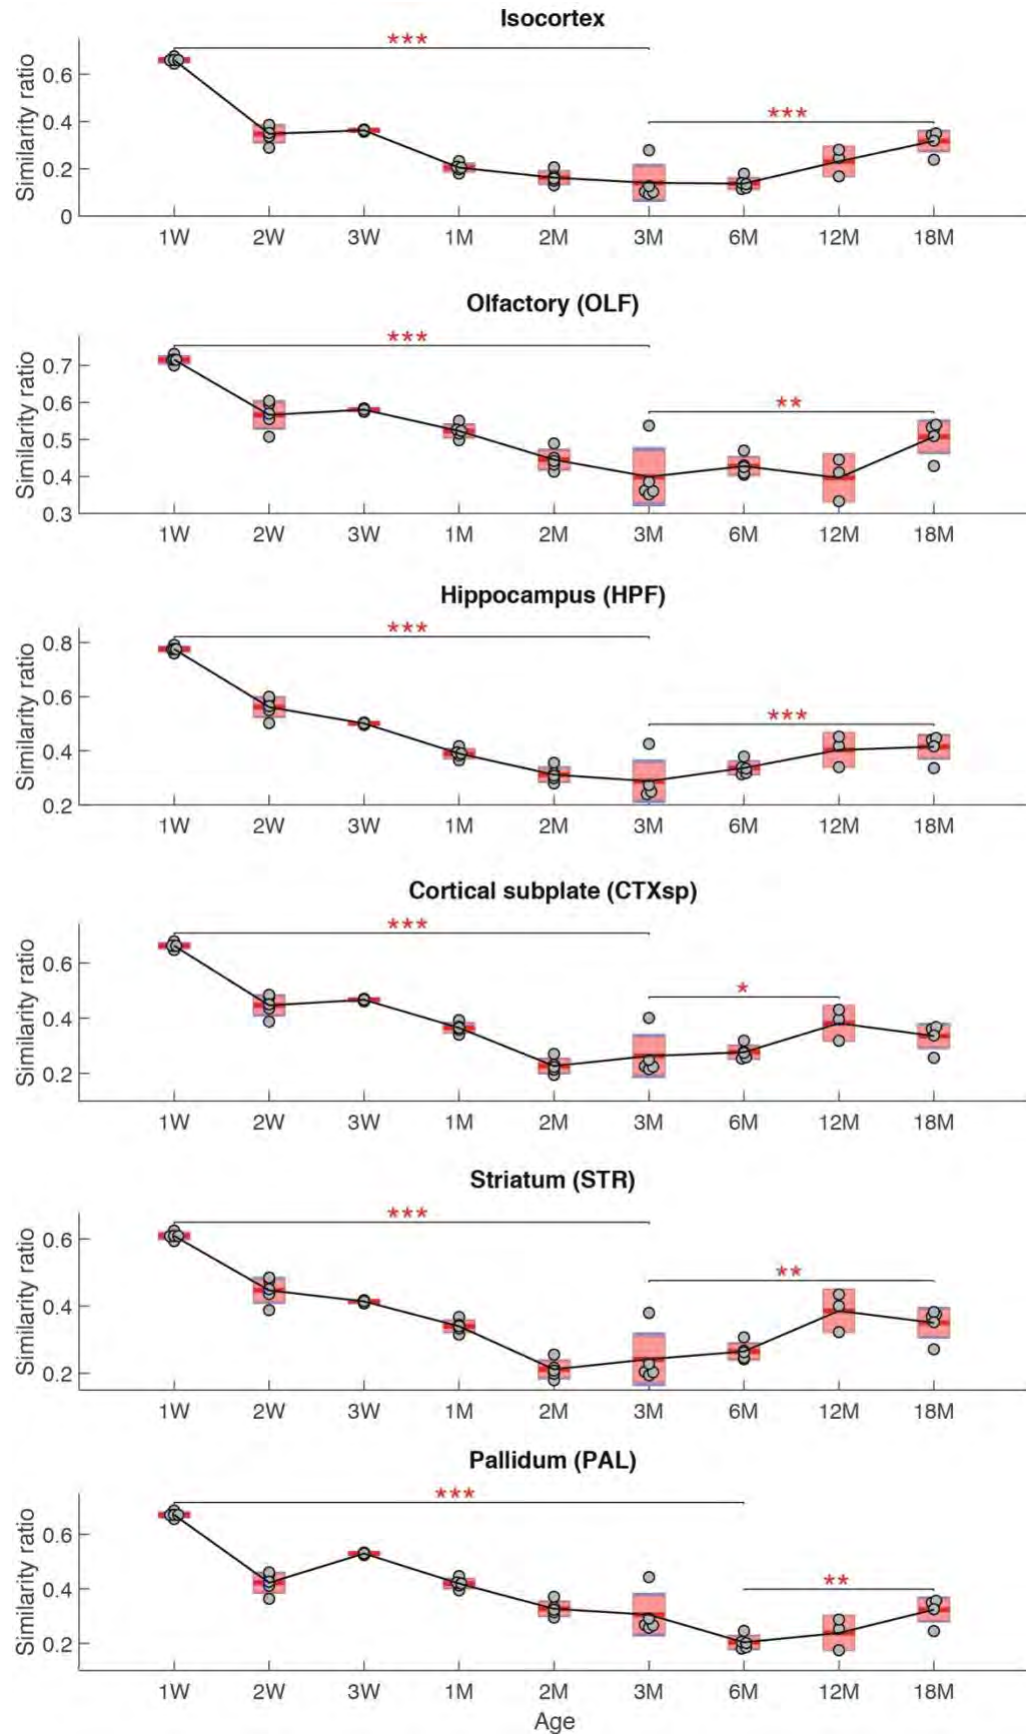 Isocortex
***
***
Similarity ratio
0.6
0.4
0.2
0
1W 2W 3W 1M 2M 3M 6M 12M 18M
Olfactory (OLF)
***
**
Similarity ratio
0.7
0.6
0.5
0.4
0.3
1W 2W 3W 1M 2M 3M 6M 12M 18M
Hippocampus (HPF)
***
***
Similarity ratio
0.8
0.6
0.4
0.2
1W 2W 3W 1M 2M 3M 6M 12M 18M
Cortical subplate (CTXsp)
***
*
Similarity ratio
0.6
0.4
0.2
1W 2W 3W 1M 2M 3M 6M 12M 18M
Striatum (STR)
***
**
Similarity ratio
0.6
0.4
0.2
1W 2W 3W 1M 2M 3M 6M 12M 18M
Pallidum (PAL)
***
**
Similarity ratio
0.6
0.4
0.2
1W 2W 3W 1M 2M 3M 6M 12M 18M
Age